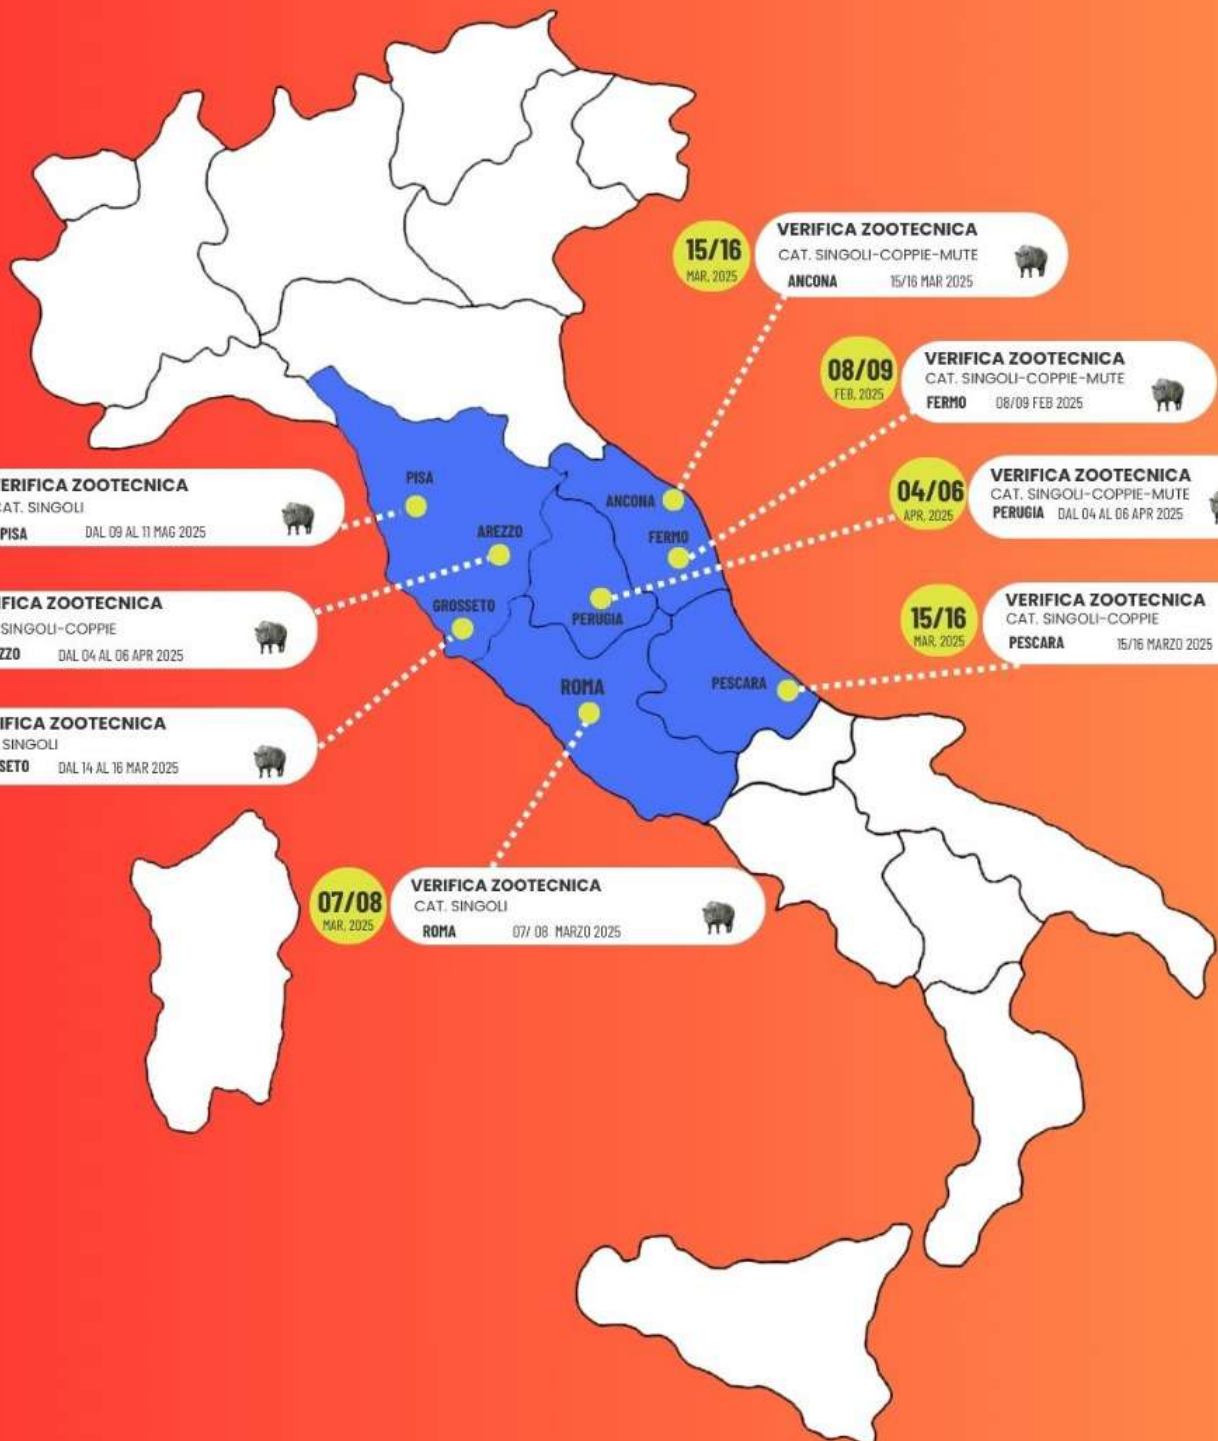 15/16
MAR, 2025
VERIFICA ZOOTECNICA
CAT. SINGOLI-COPPIE-MUTE
ANCONA 15/16 MAR 2025
08/09
FEB, 2025
VERIFICA ZOOTECNICA
CAT. SINGOLI-COPPIE-MUTE
FERMO 08/09 FEB 2025
04/06
APR, 2025
VERIFICA ZOOTECNICA
CAT. SINGOLI-COPPIE-MUTE
PERUGIA DAL 04 AL 06 APR 2025
15/16
MAR, 2025
VERIFICA ZOOTECNICA
CAT. SINGOLI-COPPIE
PESCARA 15/16 MARZO 2025
ERIFICA ZOOTECNICA
CAT. SINGOLI
PISA DAL 09 AL 11 MAG 2025
IFICA ZOOTECNICA
SINGOLI-COPPIE
ZZO DAL 04 AL 06 APR 2025
IFICA ZOOTECNICA
SINGOLI
SETO DAL 14 AL 16 MAR 2025
07/08
MAR, 2025
VERIFICA ZOOTECNICA
CAT. SINGOLI
ROMA 07/ 08 MARZO 2025
PISA
AREZZO
GROSSETO
ANCONA
FERMO
PERUGIA
ROMA
PESCARA